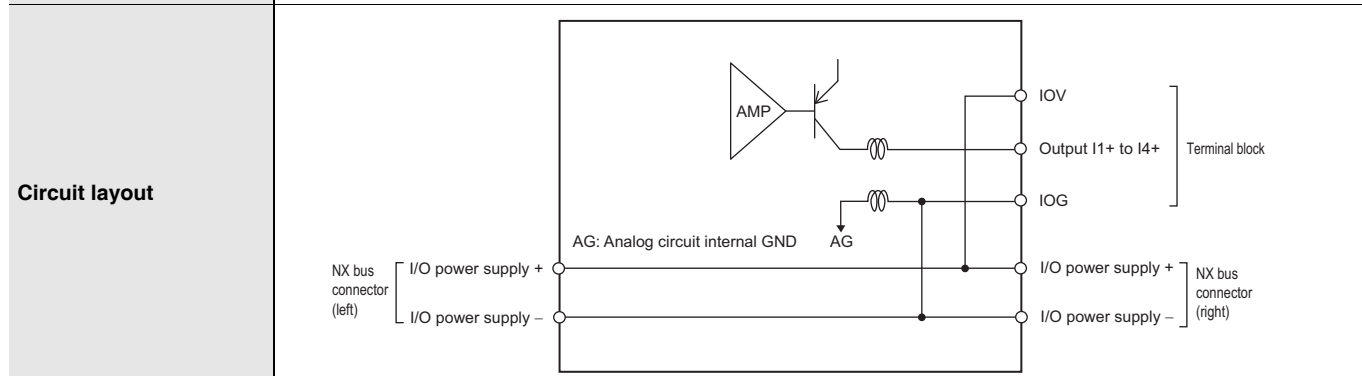 Circuit layout
AMP
IOV
Output I1+ to I4+
Terminal block
IOG
AG: Analog circuit internal GND
AG
NX bus
connector
(left)
I/O power supply +
I/O power supply –
I/O power supply +
I/O power supply –
NX bus
connector
(right)